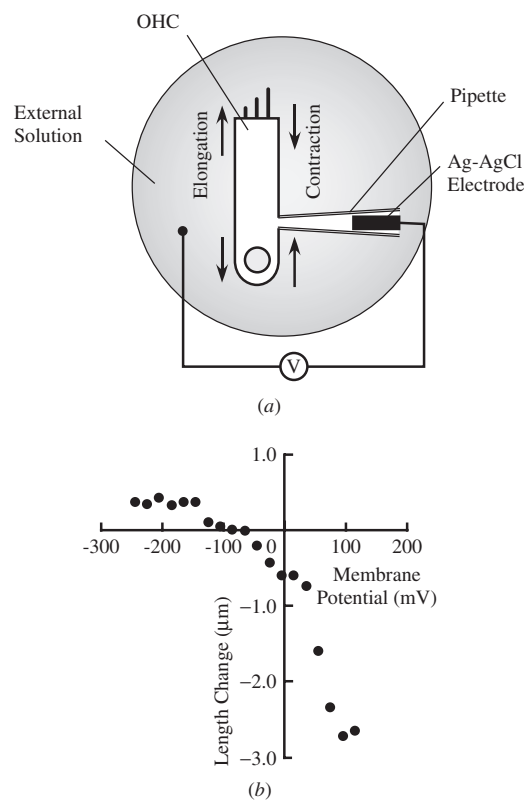 OHC
External
Solution
Elongation
Contraction
Pipette
Ag-AgCl
Electrode
V
(a)
1.0
-300 -200 -100 0 100 200
Membrane
Potential (mV)
Length Change (μm)
−1.0
−2.0
−3.0
(b)